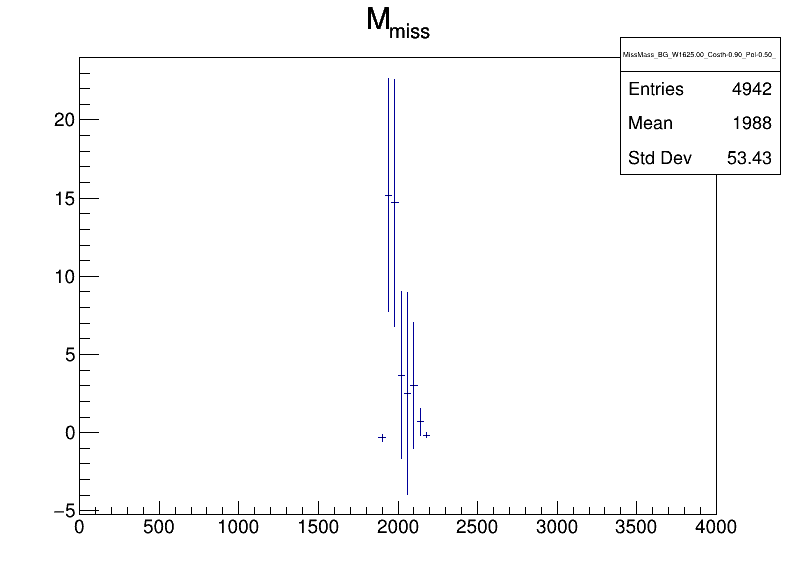 M_miss
MissMass_BG_W1625.00_Costh-0.90_Pol-0.50_
Entries 4942
Mean 1988
Std Dev 53.43
20
15
10
5
0
−5
0 500 1000 1500 2000 2500 3000 3500 4000